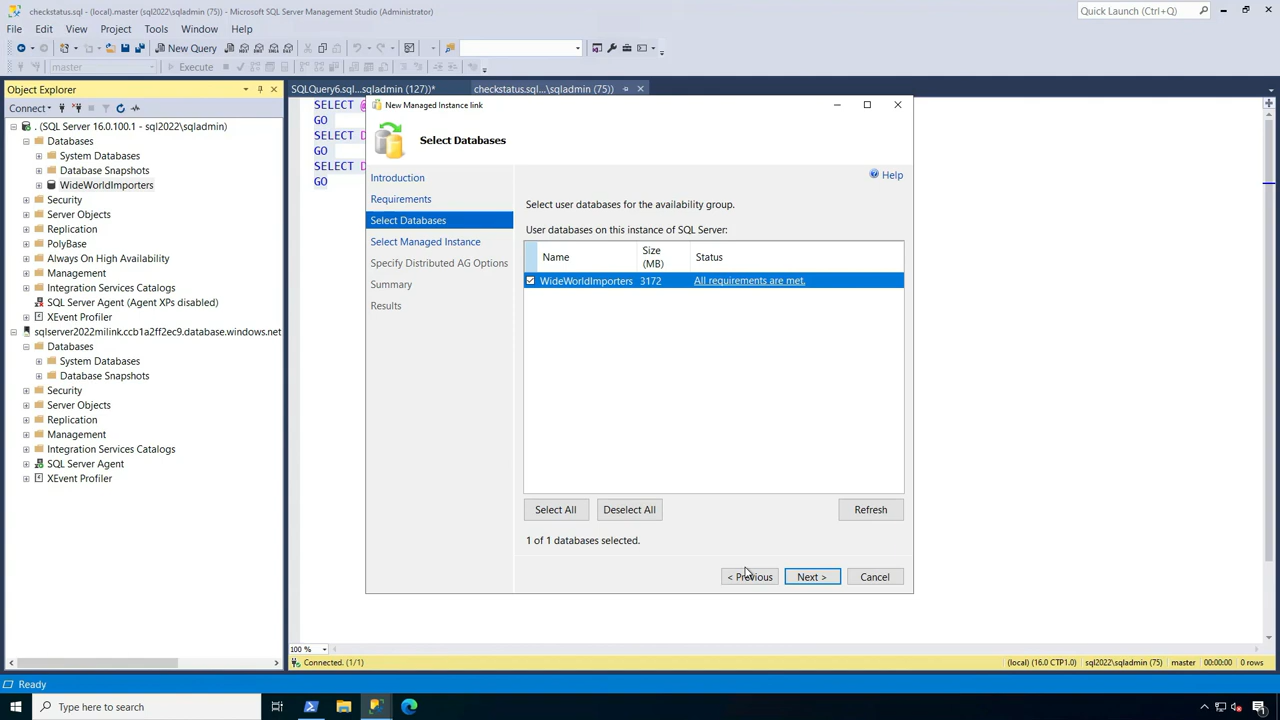 checkstatus.sql - (local).master (sql2022\sqladmin (75)) - Microsoft SQL Server Management Studio (Administrator)
Quick Launch (Ctrl+Q)
File Edit View Project Tools Window Help
New Query
master
Execute
Object Explorer
SQLQuery6.sql...sqladmin (127))*
checkstatus.sql...\sqladmin (75))
Connect
. (SQL Server 16.0.100.1 - sql2022\sqladmin)
Databases
System Databases
Database Snapshots
WideWorldImporters
Security
Server Objects
Replication
PolyBase
Always On High Availability
Management
Integration Services Catalogs
SQL Server Agent (Agent XPs disabled)
XEvent Profiler
sqlserver2022milink.ccb1a2ff2ec9.database.windows.net
Databases
System Databases
Database Snapshots
Security
Server Objects
Replication
Management
Integration Services Catalogs
SQL Server Agent
XEvent Profiler
SELECT @
GO
SELECT D
GO
SELECT D
GO
New Managed Instance link
Select Databases
Introduction
Requirements
Select Databases
Select Managed Instance
Specify Distributed AG Options
Summary
Results
Help
Select user databases for the availability group.
User databases on this instance of SQL Server:
Name Size (MB) Status
WideWorldImporters 3172 All requirements are met.
Select All Deselect All Refresh
1 of 1 databases selected.
< Previous Next > Cancel
100 %
Connected. (1/1)
(local) (16.0 CTP1.0) sql2022\sqladmin (75) master 00:00:00 0 rows
Ready
Type here to search
1